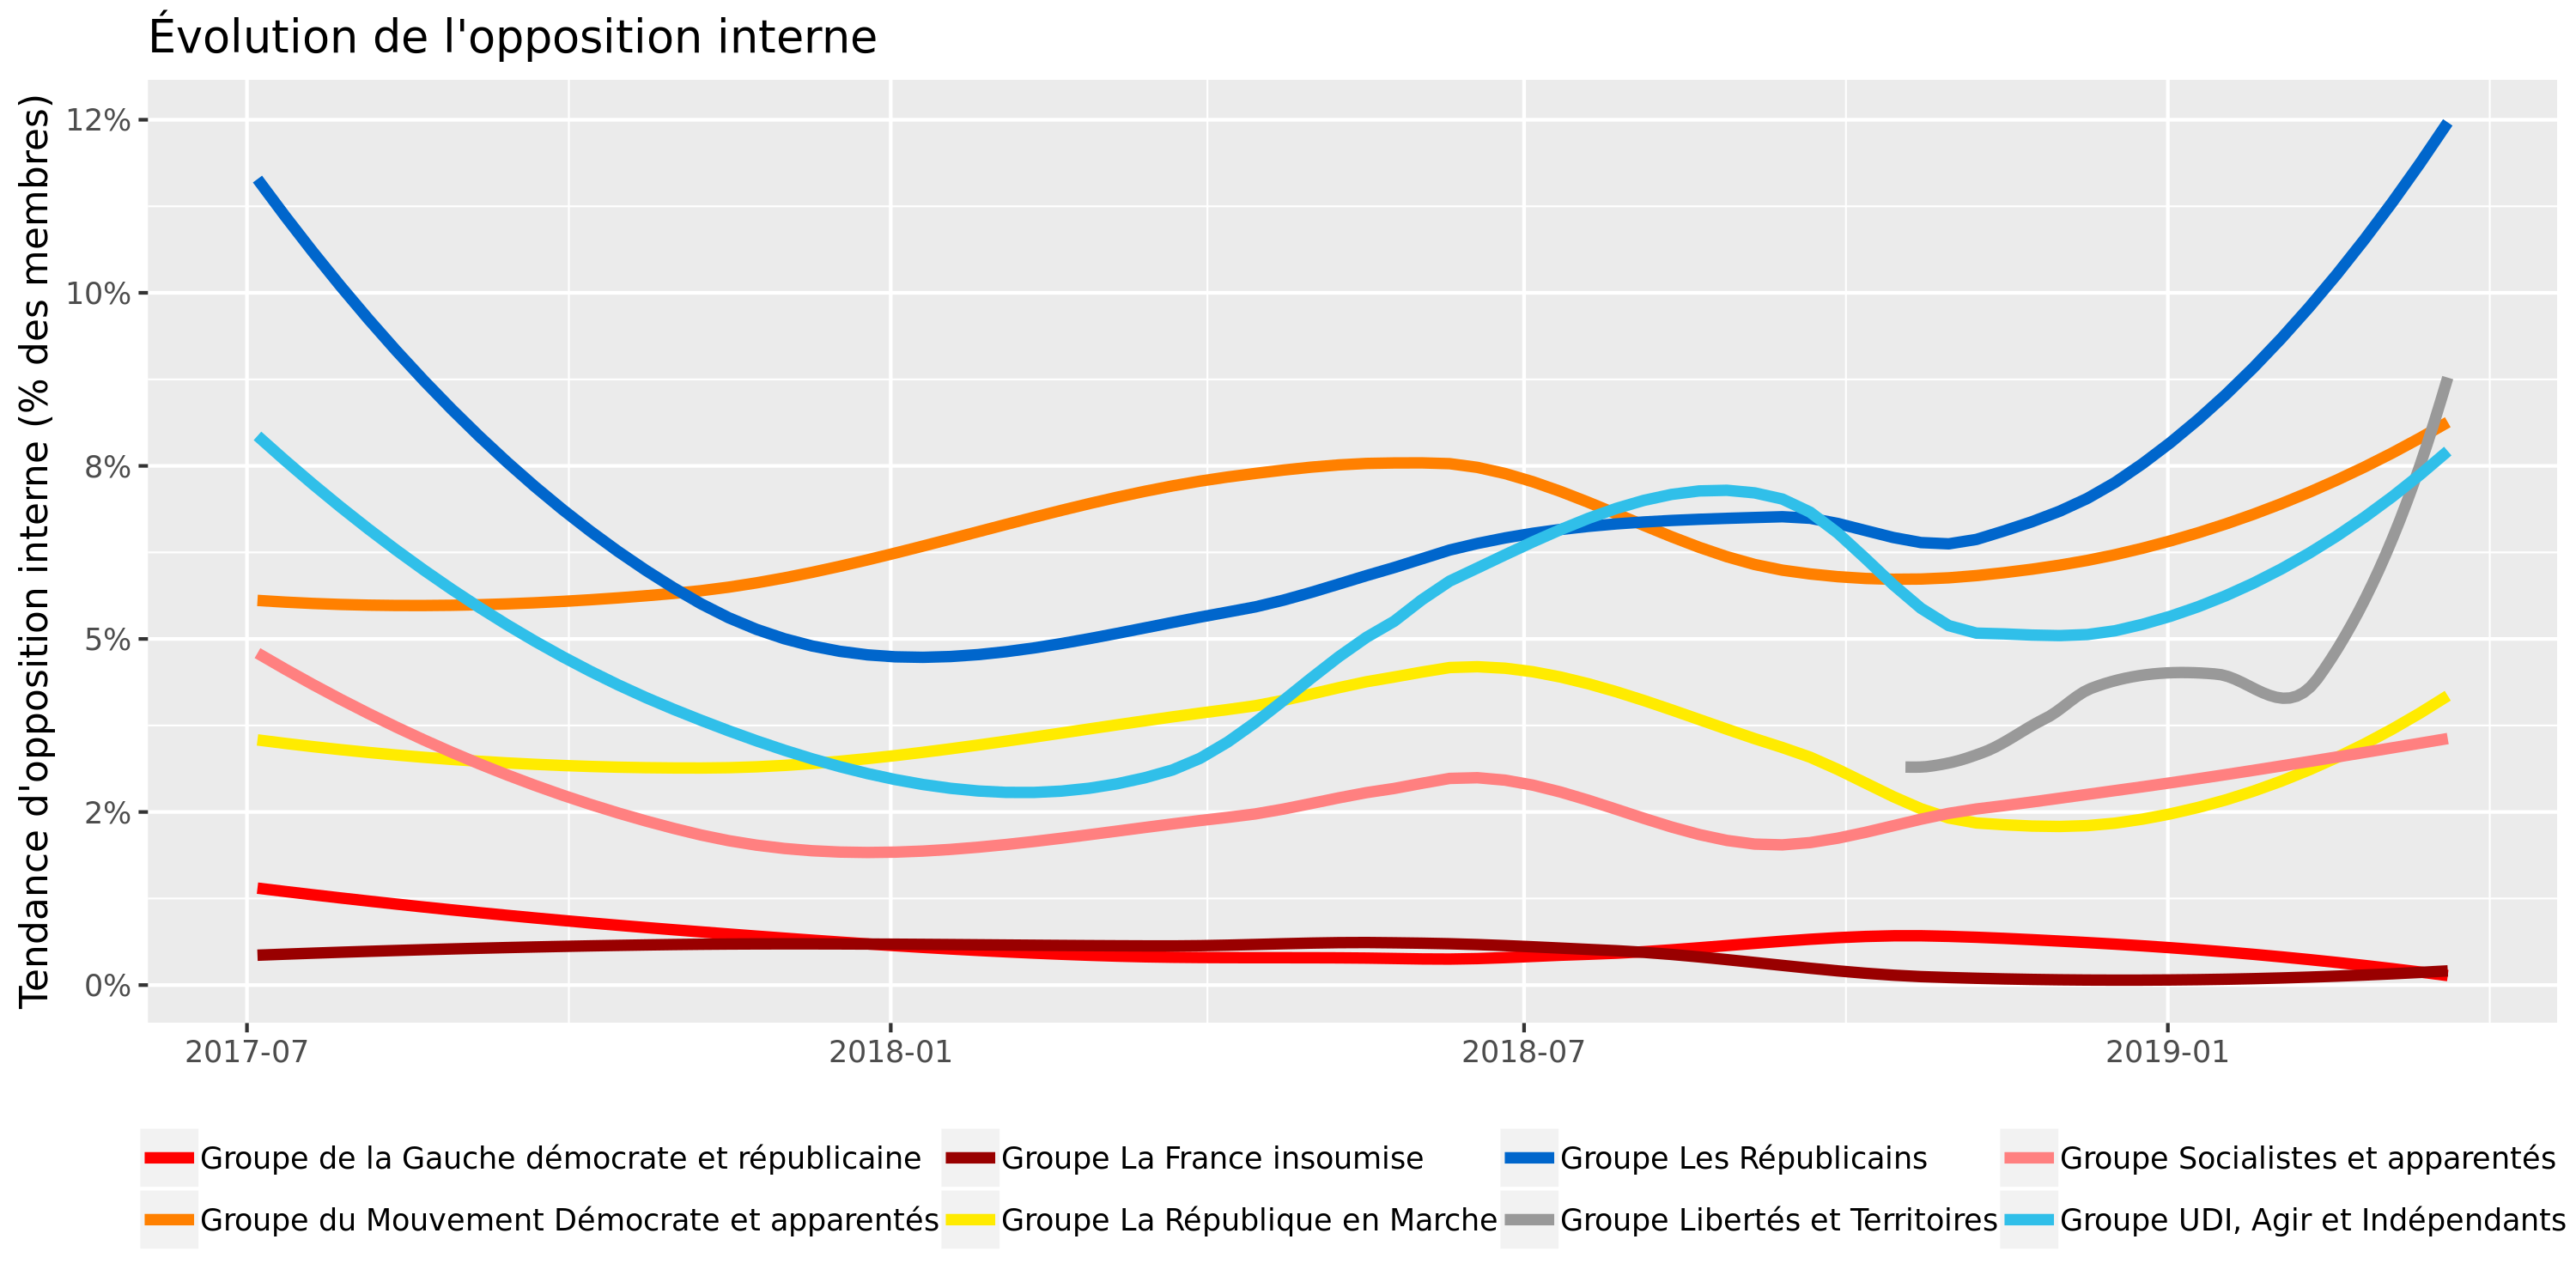 Évolution de l'opposition interne
Tendance d'opposition interne (% des membres)
12%
10%
8%
5%
2%
0%
2017-07 2018-01 2018-07 2019-01
Groupe de la Gauche démocrate et républicaine Groupe La France insoumise Groupe Les Républicains Groupe Socialistes et apparentés
Groupe du Mouvement Démocrate et apparentés Groupe La République en Marche Groupe Libertés et Territoires Groupe UDI, Agir et Indépendants